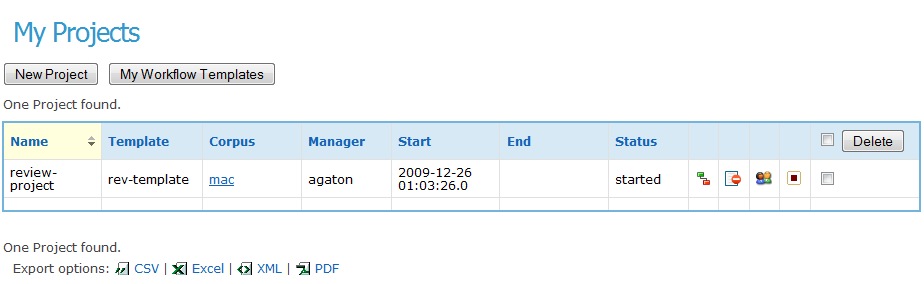 My Projects
New Project My Workflow Templates
One Project found.
Name Template Corpus Manager Start End Status Delete
review-project rev-template mac agaton 2009-12-26 01:03:26.0 started
One Project found.
Export options: CSV | Excel | XML | PDF